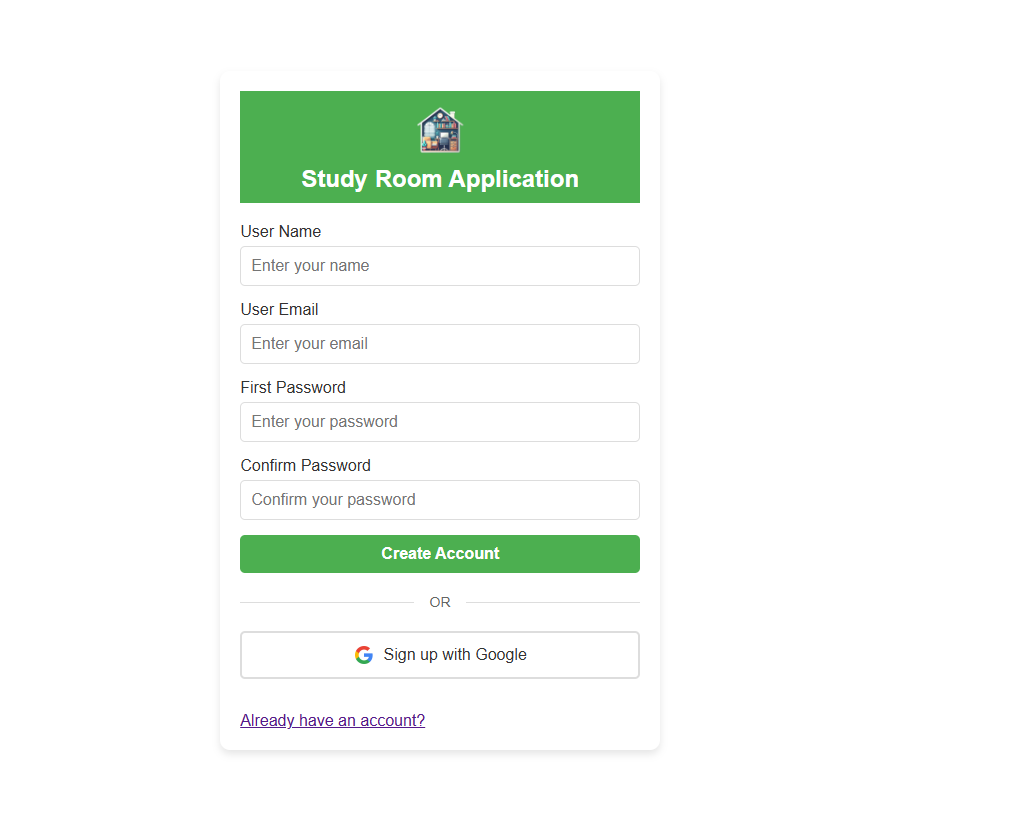 Study Room Application
User Name
Enter your name
User Email
Enter your email
First Password
Enter your password
Confirm Password
Confirm your password
Create Account
OR
Sign up with Google
Already have an account?